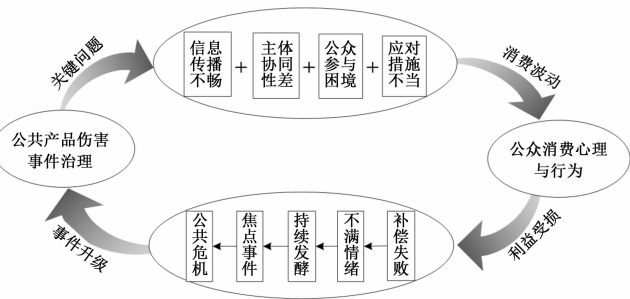 信息
传播
不畅
+
主体
协同
性差
+
公众
参与
困境
+
应对
措施
不当
关键问题
消费波动
公共产品伤害
事件治理
公众消费心理
与行为
公共危机
焦点事件
持续发酵
不满情绪
补偿失败
事件升级
利益受损